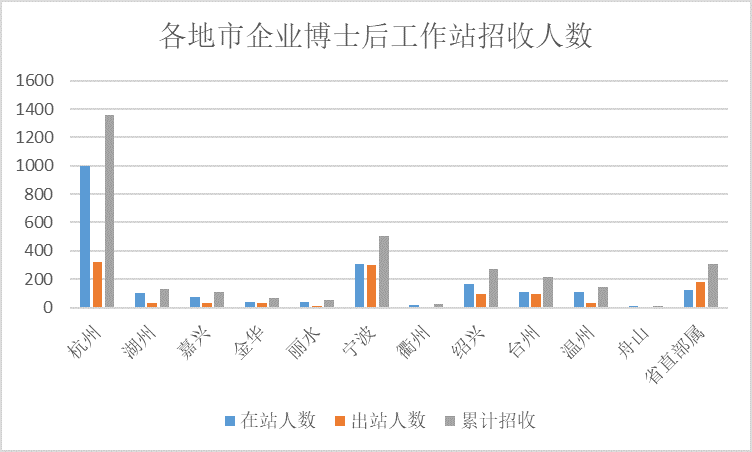 各地市企业博士后工作站招收人数
1600
1400
1200
1000
800
600
400
200
0
杭州
湖州
嘉兴
金华
丽水
宁波
衢州
绍兴
台州
温州
舟山
省直部属
在站人数 出站人数 累计招收